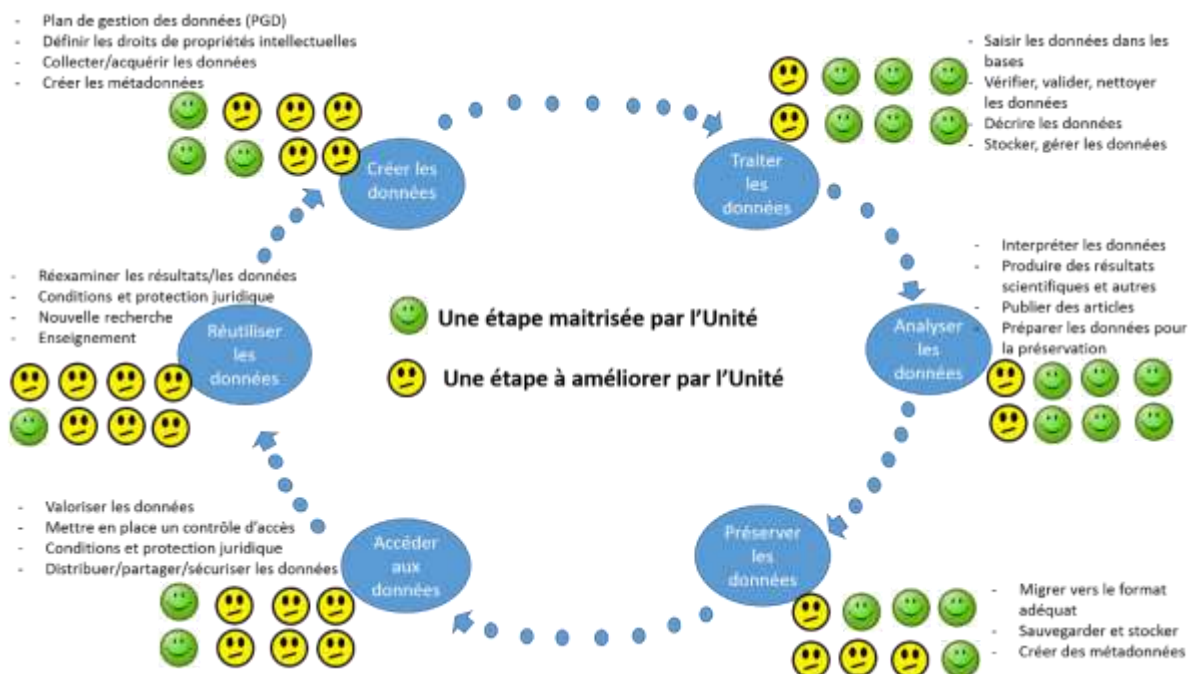 - Plan de gestion des données (PGD)
- Définir les droits de propriétés intellectuelles
- Collecter/acquérir les données
- Créer les métadonnées
Créer les
données
- Saisir les données dans les
bases
- Vérifier, valider, nettoyer
les données
- Décrire les données
- Stocker, gérer les données
Traiter
les
données
- Interpréter les données
- Produire des résultats
scientifiques et autres
- Publier des articles
- Préparer les données pour
la préservation
Analyser
les
données
- Réexaminer les résultats/les données
- Conditions et protection juridique
- Nouvelle recherche
- Enseignement
Réutiliser
les
données
Une étape maitrisée par l'Unité
Une étape à améliorer par l'Unité
- Valoriser les données
- Mettre en place un contrôle d'accès
- Conditions et protection juridique
- Distribuer/partager/sécuriser les données
Accéder
aux
données
Préserver
les
données
- Migrer vers le format
adéquat
- Sauvegarder et stocker
- Créer des métadonnées